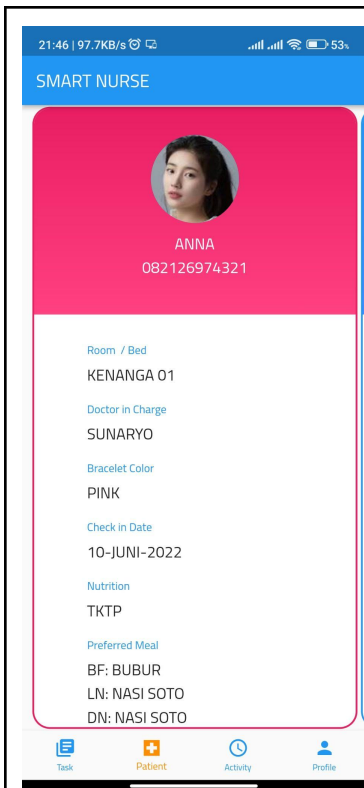 21:46 | 97.7KB/s
53%
SMART NURSE
ANNA
082126974321
Room / Bed
KENANGA 01
Doctor in Charge
SUNARYO
Bracelet Color
PINK
Check in Date
10-JUNI-2022
Nutrition
TKTP
Preferred Meal
BF: BUBUR
LN: NASI SOTO
DN: NASI SOTO
Task
Patient
Activity
Profile